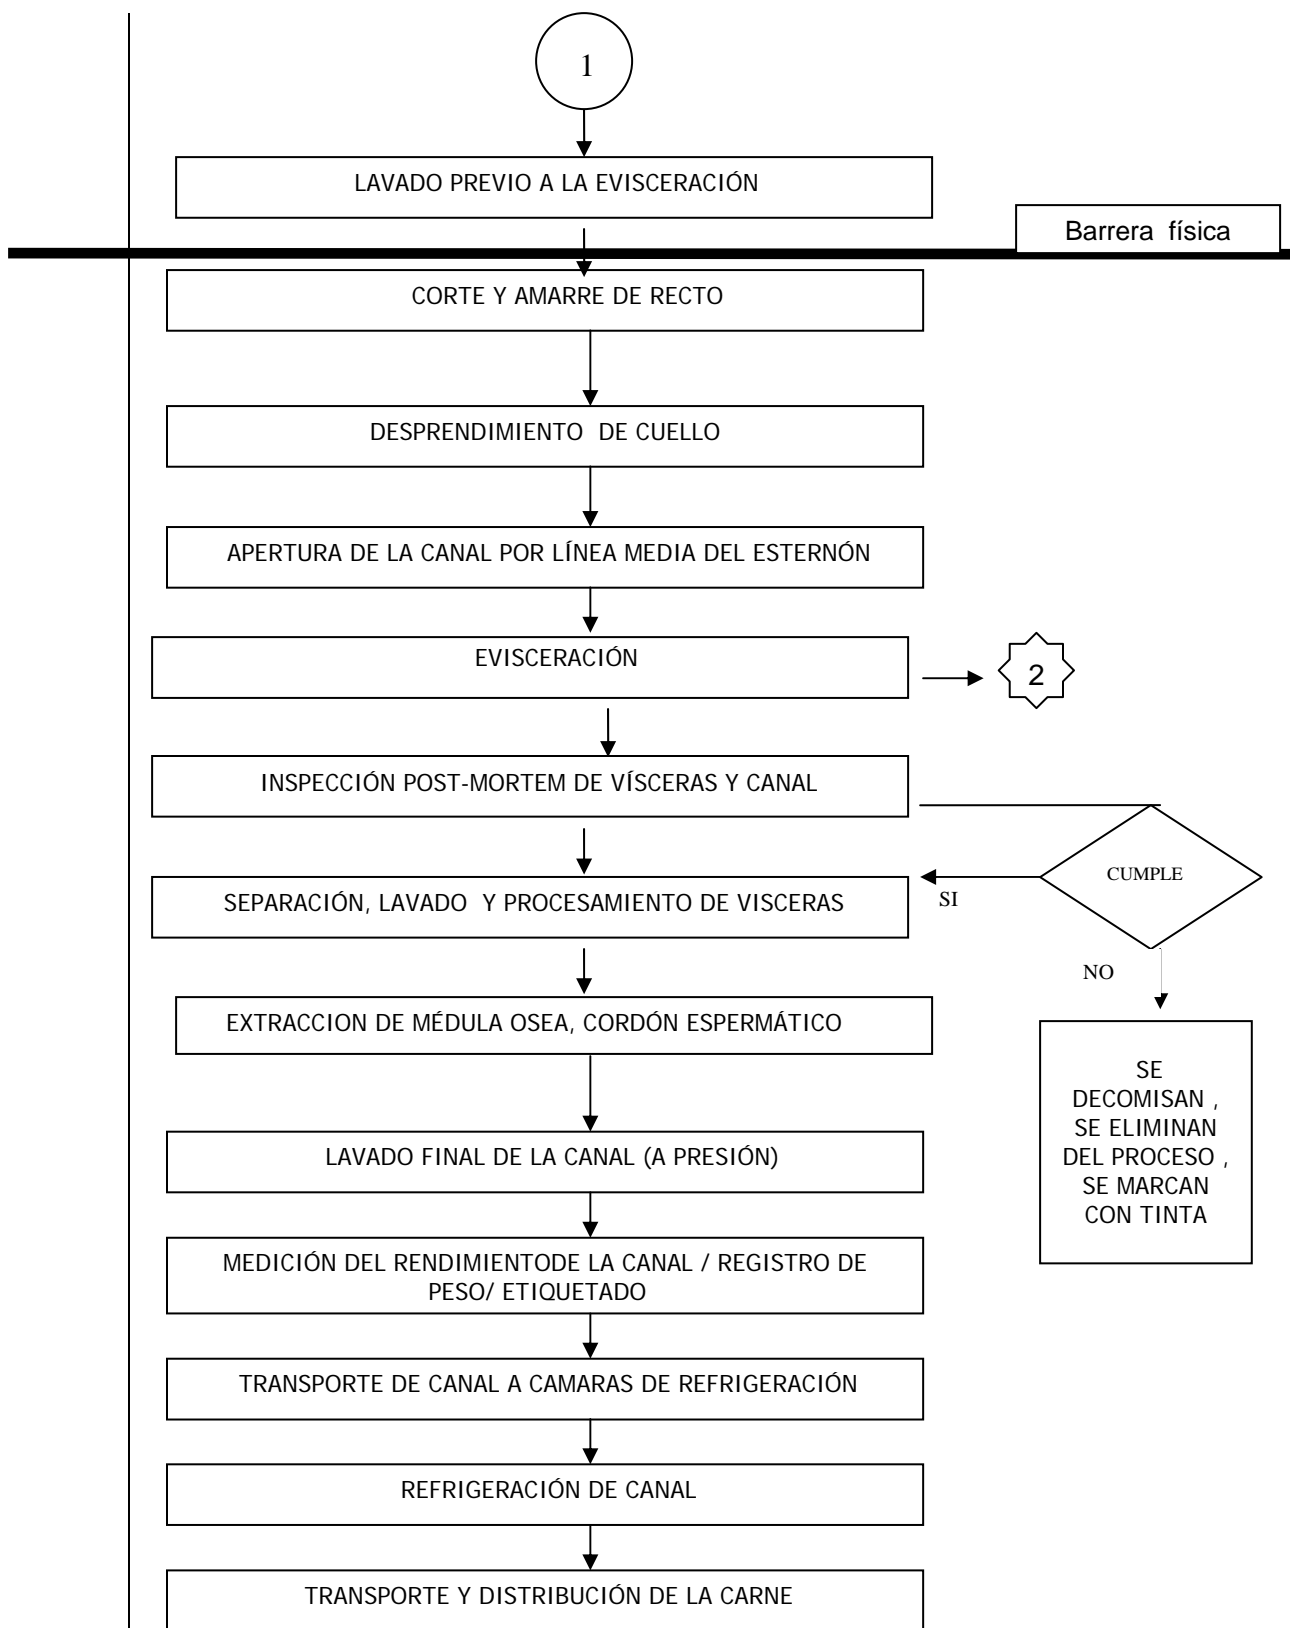 1
LAVADO PREVIO A LA EVISCERACIÓN
Barrera física
CORTE Y AMARRE DE RECTO
DESPRENDIMIENTO DE CUELLO
APERTURA DE LA CANAL POR LÍNEA MEDIA DEL ESTERNÓN
EVISCERACIÓN
2
INSPECCIÓN POST-MORTEM DE VÍSCERAS Y CANAL
CUMPLE
SI
SEPARACIÓN, LAVADO Y PROCESAMIENTO DE VISCERAS
NO
EXTRACCION DE MÉDULA OSEA, CORDÓN ESPERMÁTICO
SE
DECOMISAN ,
SE ELIMINAN
DEL PROCESO ,
SE MARCAN
CON TINTA
LAVADO FINAL DE LA CANAL (A PRESIÓN)
MEDICIÓN DEL RENDIMIENTODE LA CANAL / REGISTRO DE
PESO/ ETIQUETADO
TRANSPORTE DE CANAL A CAMARAS DE REFRIGERACIÓN
REFRIGERACIÓN DE CANAL
TRANSPORTE Y DISTRIBUCIÓN DE LA CARNE